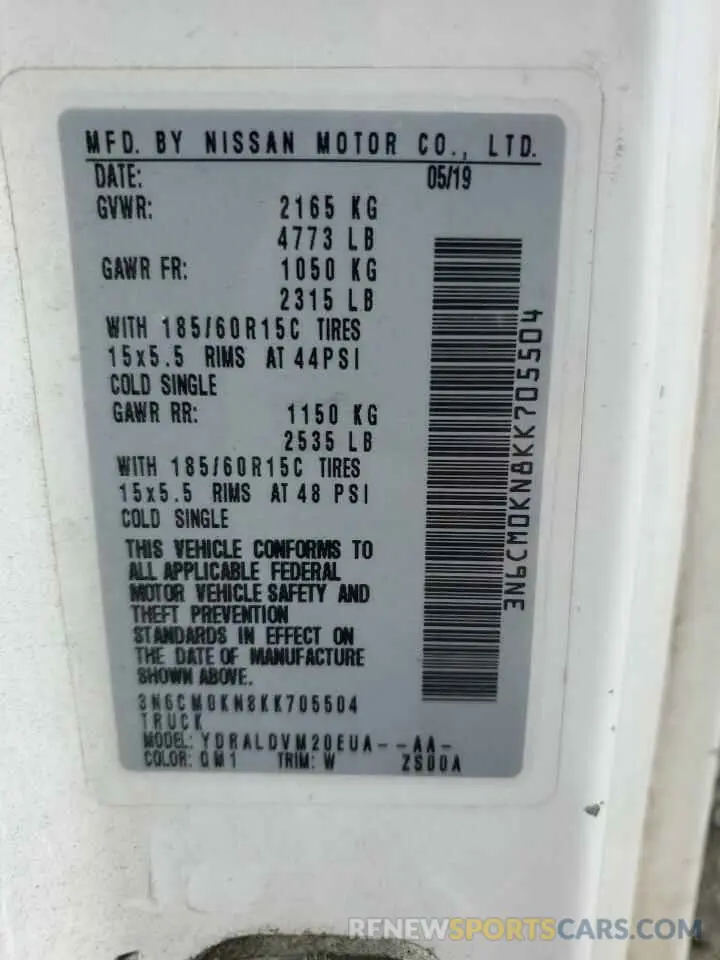 MFD. BY NISSAN MOTOR CO., LTD.
DATE: 05/19
GVWR: 2165 KG
4773 LB
GAWR FR: 1050 KG
2315 LB
WITH 185/60R15C TIRES
15x5.5 RIMS AT 44PSI
COLD SINGLE
GAWR RR: 1150 KG
2535 LB
WITH 185/60R15C TIRES
15x5.5 RIMS AT 48 PSI
COLD SINGLE
THIS VEHICLE CONFORMS TO
ALL APPLICABLE FEDERAL
MOTOR VEHICLE SAFETY AND
THEFT PREVENTION
STANDARDS IN EFFECT ON
THE DATE OF MANUFACTURE
SHOWN ABOVE.
3N6CM0KN8KK705504
TRUCK
MODEL: YDRALDVM20EUA--AA-
COLOR: QM1 TRIM: W ZS00A
3N6CM0KN8KK705504
RENEWSPORTSCARS.COM